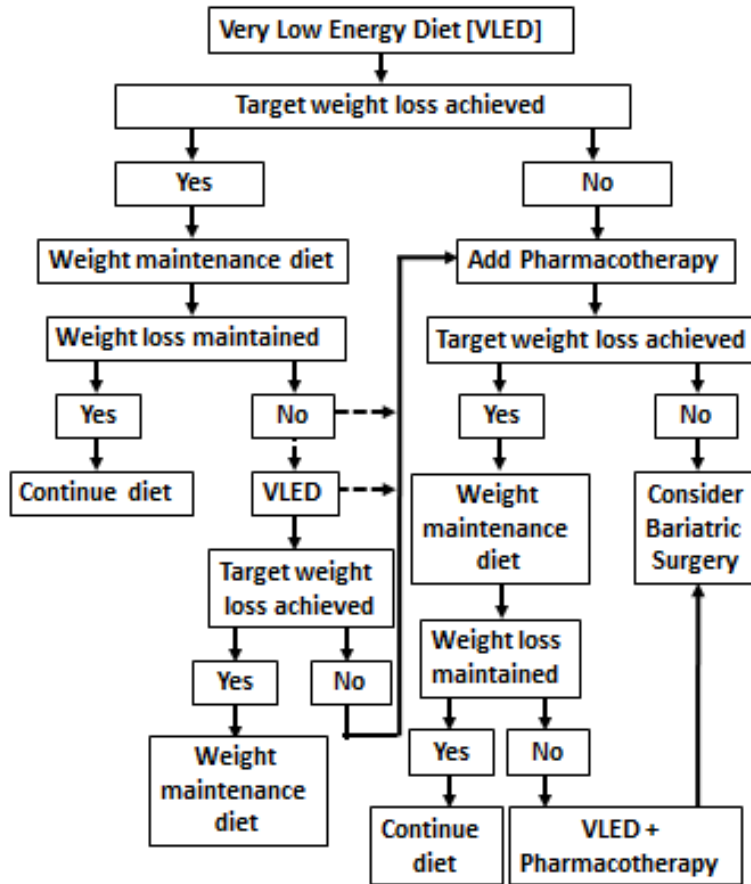 Very Low Energy Diet [VLED]
Target weight loss achieved
Yes
No
Weight maintenance diet
Add Pharmacotherapy
Weight loss maintained
Target weight loss achieved
Yes
No
Yes
No
Continue diet
VLED
Weight
maintenance
diet
Consider
Bariatric
Surgery
Target weight
loss achieved
Weight loss
maintained
Yes
No
Yes
No
Weight
maintenance
diet
Continue
diet
VLED +
Pharmacotherapy